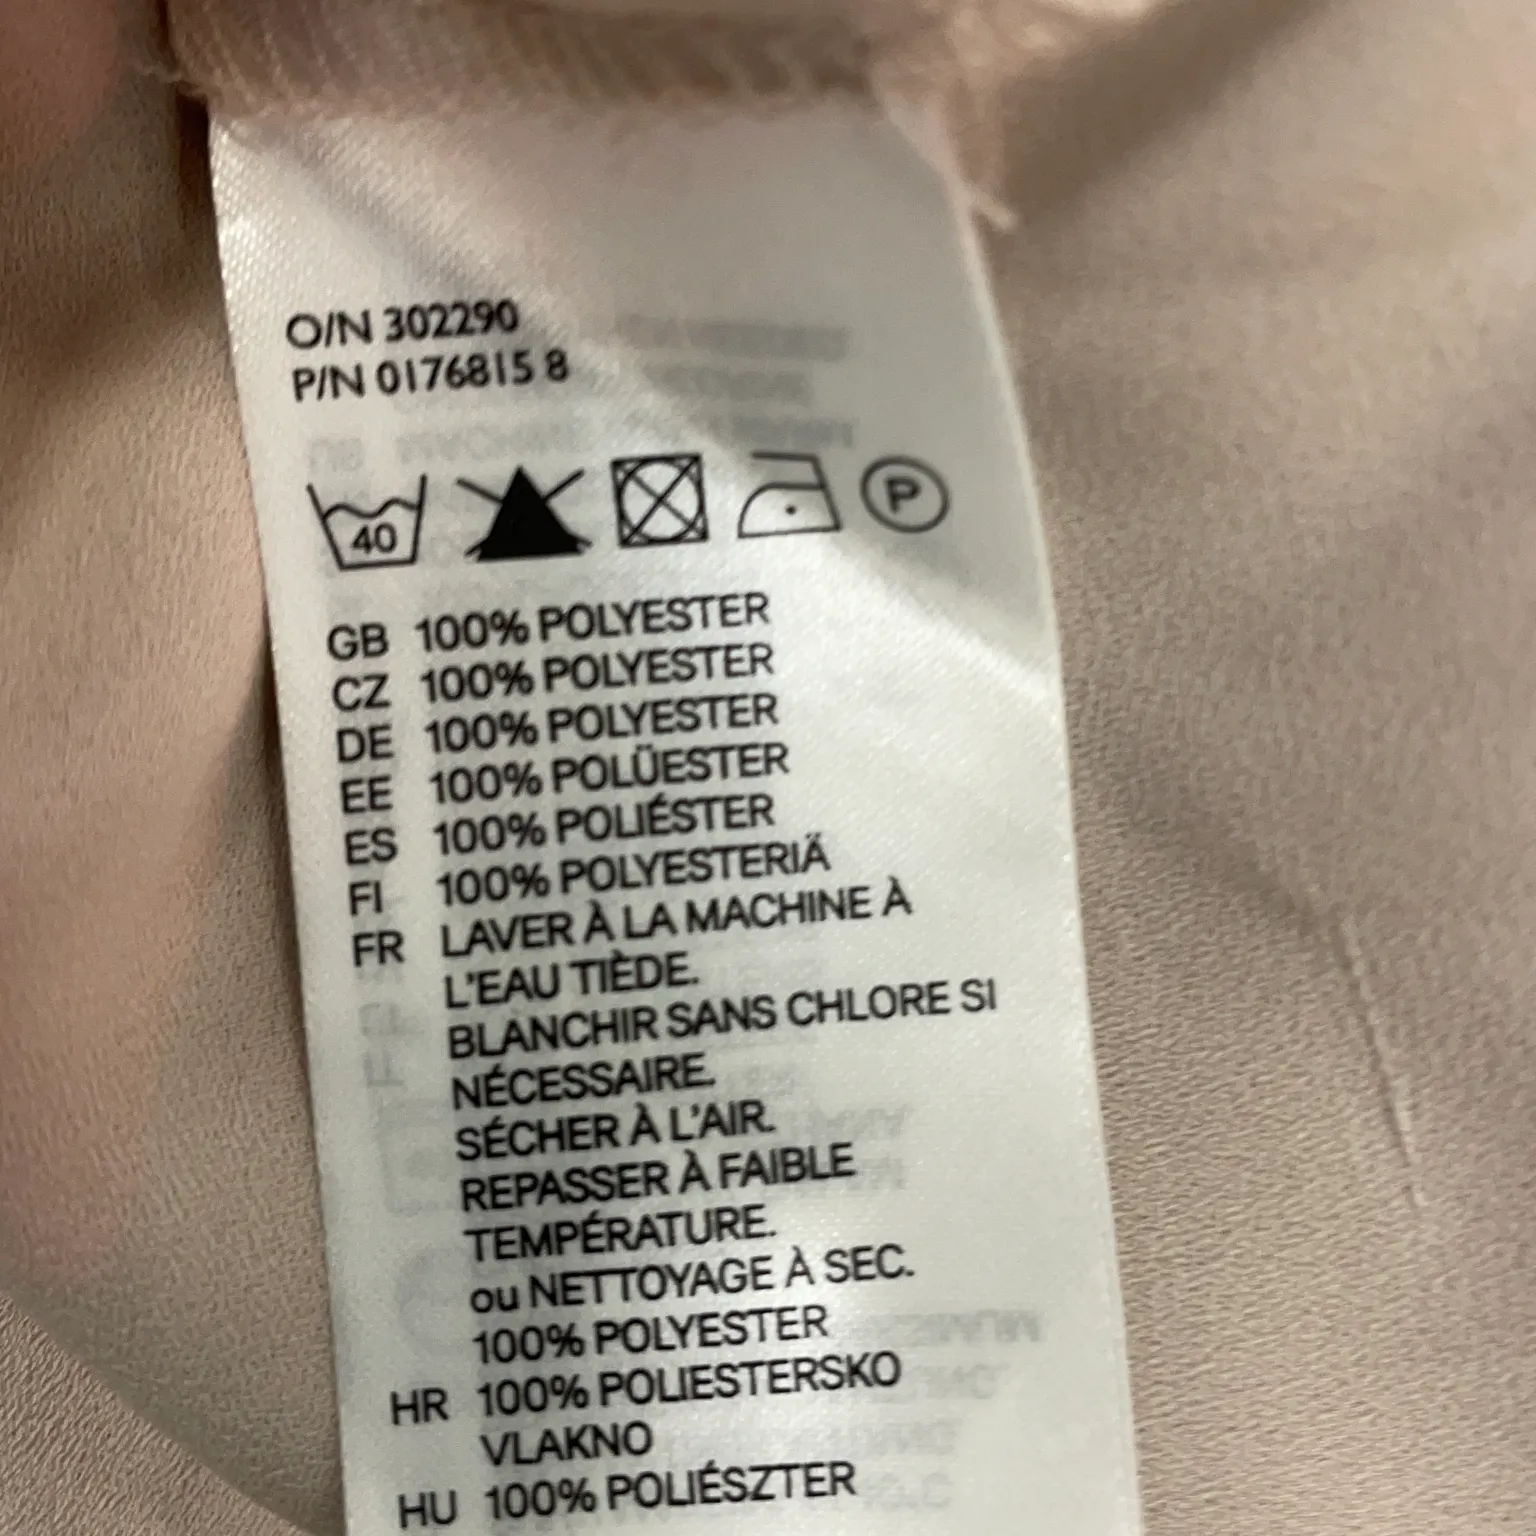 O/N 302290
P/N 0176815 8
40 P
GB 100% POLYESTER
CZ 100% POLYESTER
DE 100% POLYESTER
EE 100% POLÜESTER
ES 100% POLIÉSTER
FI 100% POLYESTERIÄ
FR LAVER À LA MACHINE À
L'EAU TIÈDE.
BLANCHIR SANS CHLORE SI
NÉCESSAIRE.
SÉCHER À L'AIR.
REPASSER À FAIBLE
TEMPÉRATURE.
ou NETTOYAGE À SEC.
100% POLYESTER
HR 100% POLIESTERSKO
VLAKNO
HU 100% POLIÉSZTER